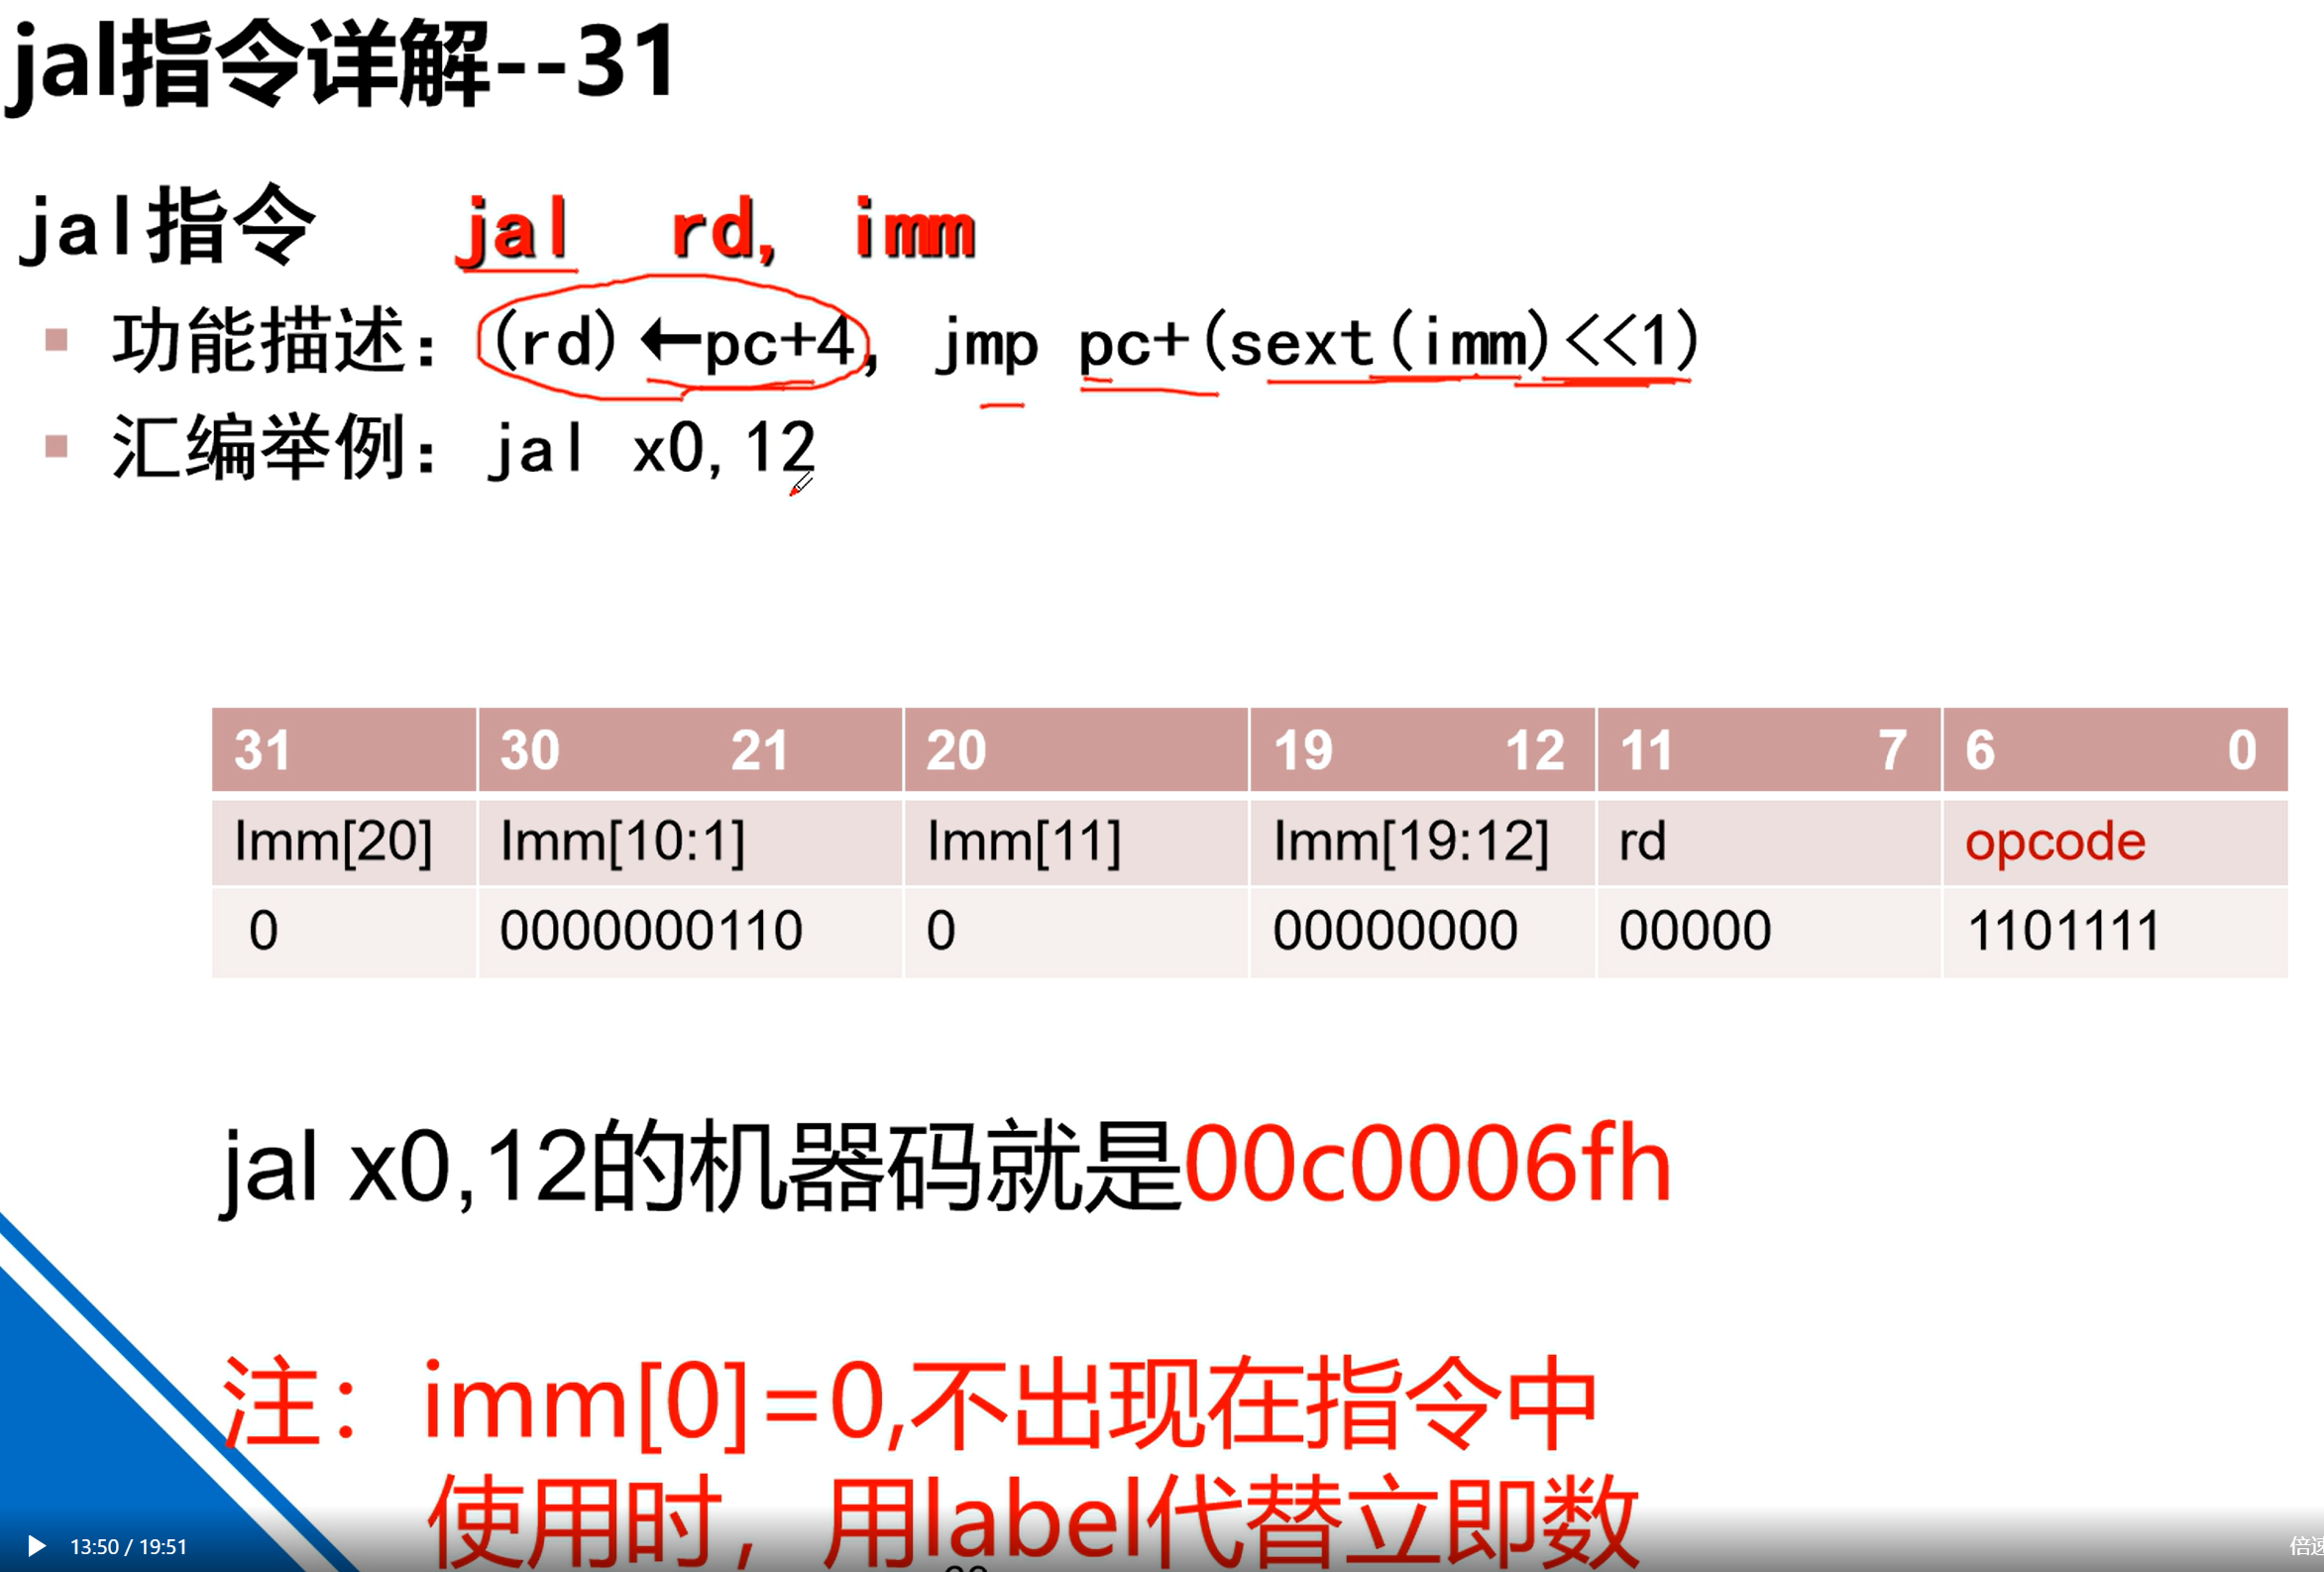 jal指令详解--31
jal指令 jal rd, imm
功能描述: (rd)←pc+4, jmp pc+(sext(imm)<<1)
汇编举例: jal x0,12
31 30 21 20 19 12 11 7 6 0
Imm[20] Imm[10:1] Imm[11] Imm[19:12] rd opcode
0 0000000110 0 00000000 00000 1101111
jal x0,12的机器码就是00c0006fh
注：imm[0]=0,不出现在指令中
使用时，用label代替立即数
13:50 / 19:51